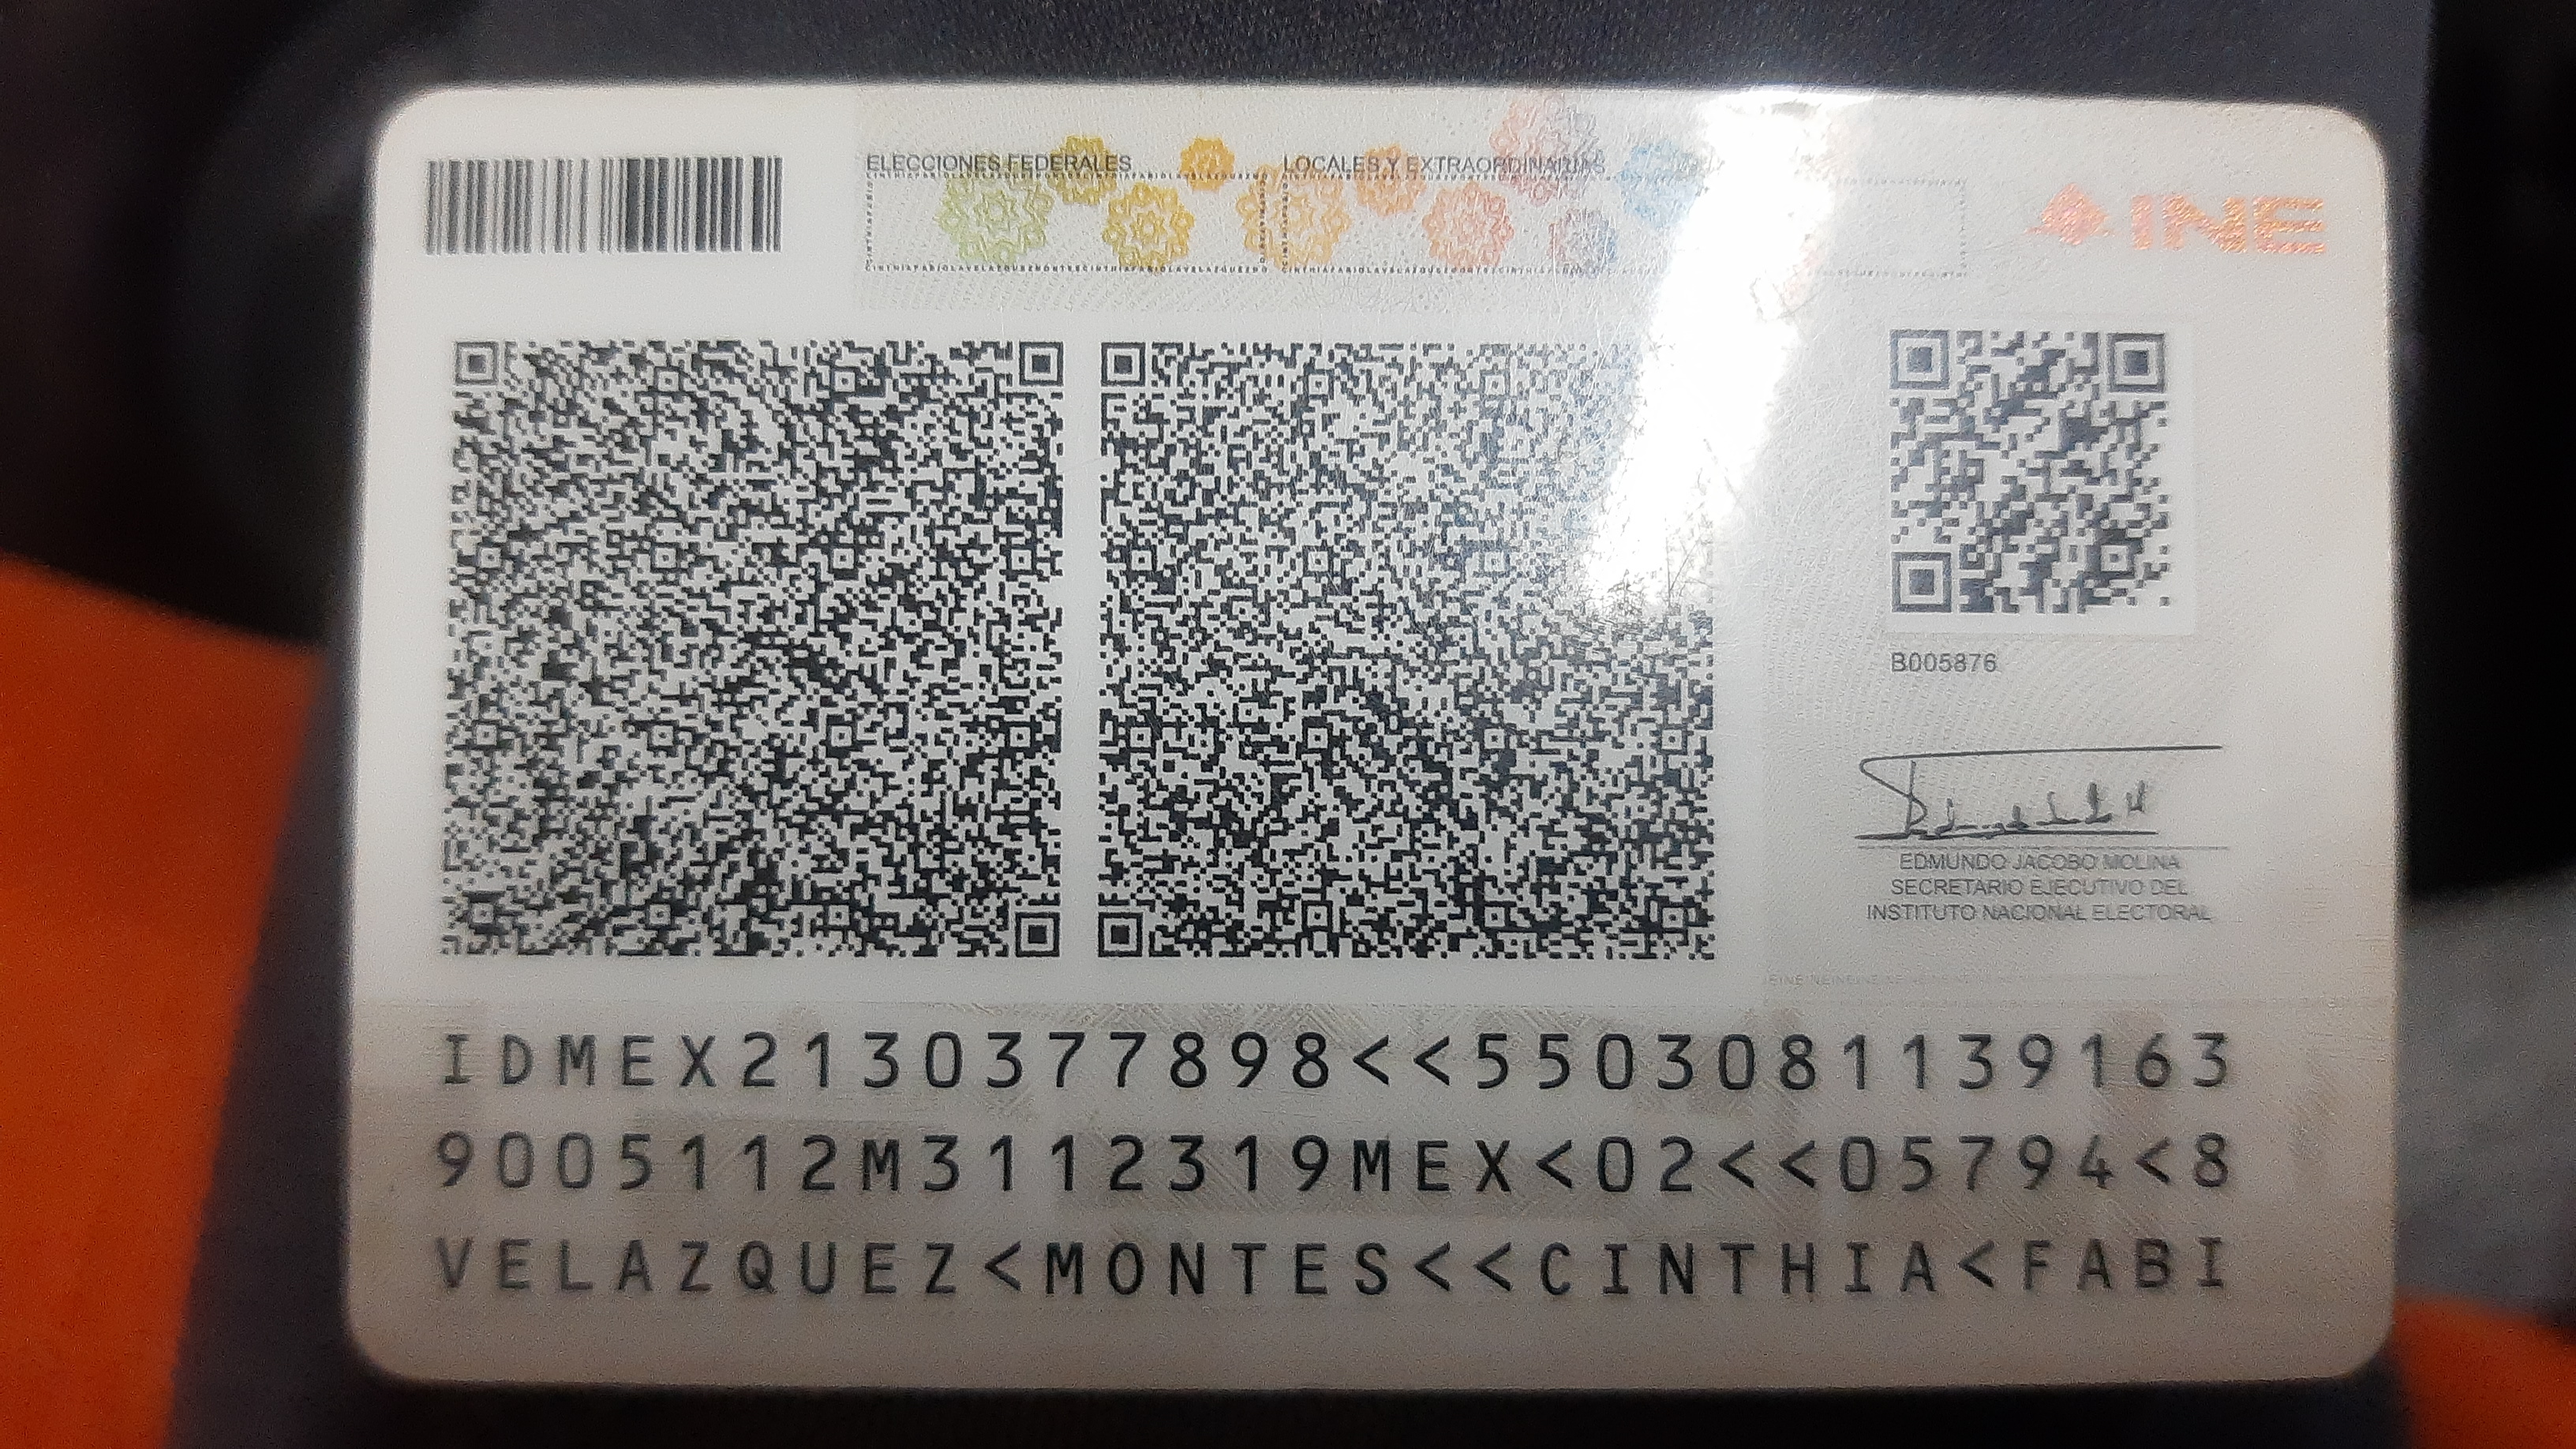 ELECCIONES FEDERALES LOCALES Y EXTRAORDINARIAS
INE
B005876
EDMUNDO JACOBO MOLINA
SECRETARIO EJECUTIVO DEL
INSTITUTO NACIONAL ELECTORAL
IDMEX2130377898<<5503081139163
9005112M3112319MEX<02<<05794<8
VELAZQUEZ<MONTES<<CINTHIA<FABI